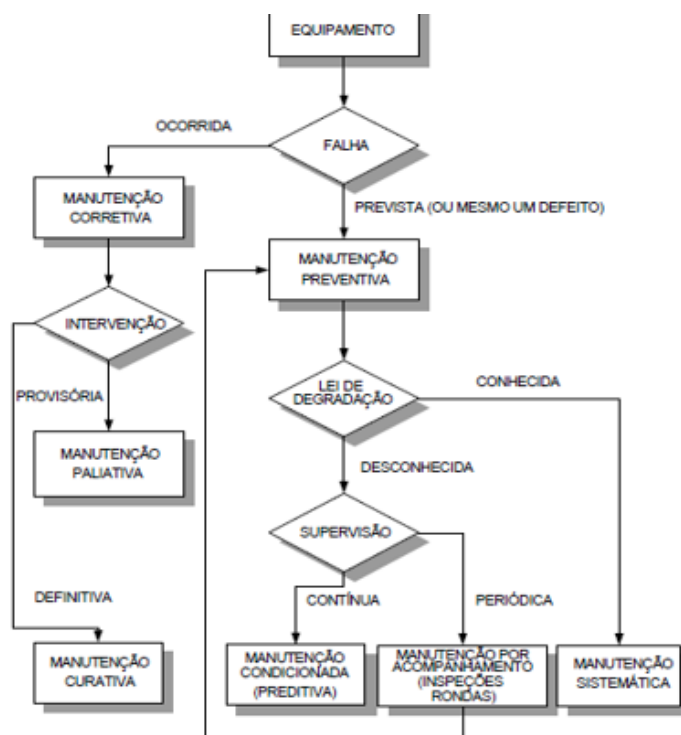 EQUIPAMENTO
OCORRIDA
FALHA
MANUTENÇÃO
CORRETIVA
PREVISTA (OU MESMO UM DEFEITO)
MANUTENÇÃO
PREVENTIVA
INTERVENÇÃO
LEI DE
DEGRADAÇÃO
CONHECIDA
PROVISÓRIA
MANUTENÇÃO
PALIATIVA
DESCONHECIDA
SUPERVISÃO
DEFINITIVA
CONTÍNUA
PERIÓDICA
MANUTENÇÃO
CURATIVA
MANUTENÇÃO
CONDICIONADA
(PREDITIVA)
MANUTENÇÃO POR
ACOMPANHAMENTO
(INSPEÇÕES
RONDAS)
MANUTENÇÃO
SISTEMÁTICA